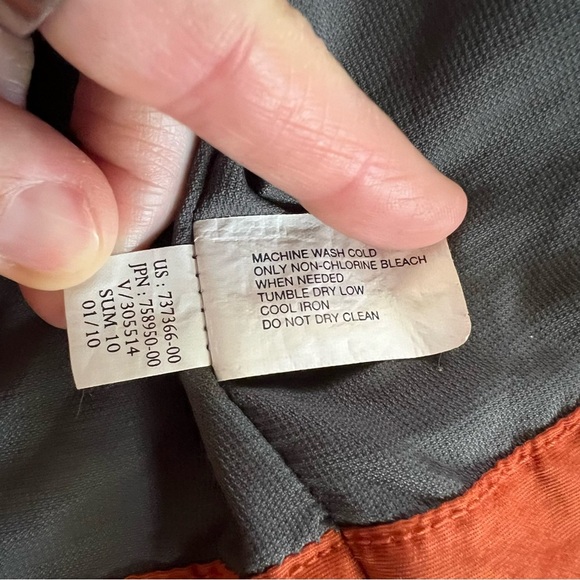 US : 737366-00
JPN : 758950-00
V/305514
SUM 10
01/10
MACHINE WASH COLD
ONLY NON-CHLORINE BLEACH
WHEN NEEDED
TUMBLE DRY LOW
COOL IRON
DO NOT DRY CLEAN